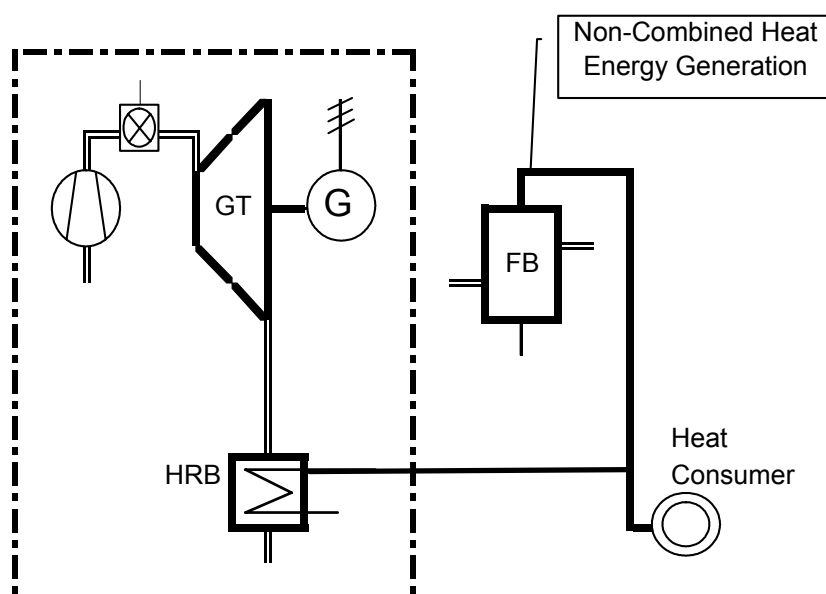 Non-Combined Heat
Energy Generation
GT
G
FB
HRB
Heat
Consumer